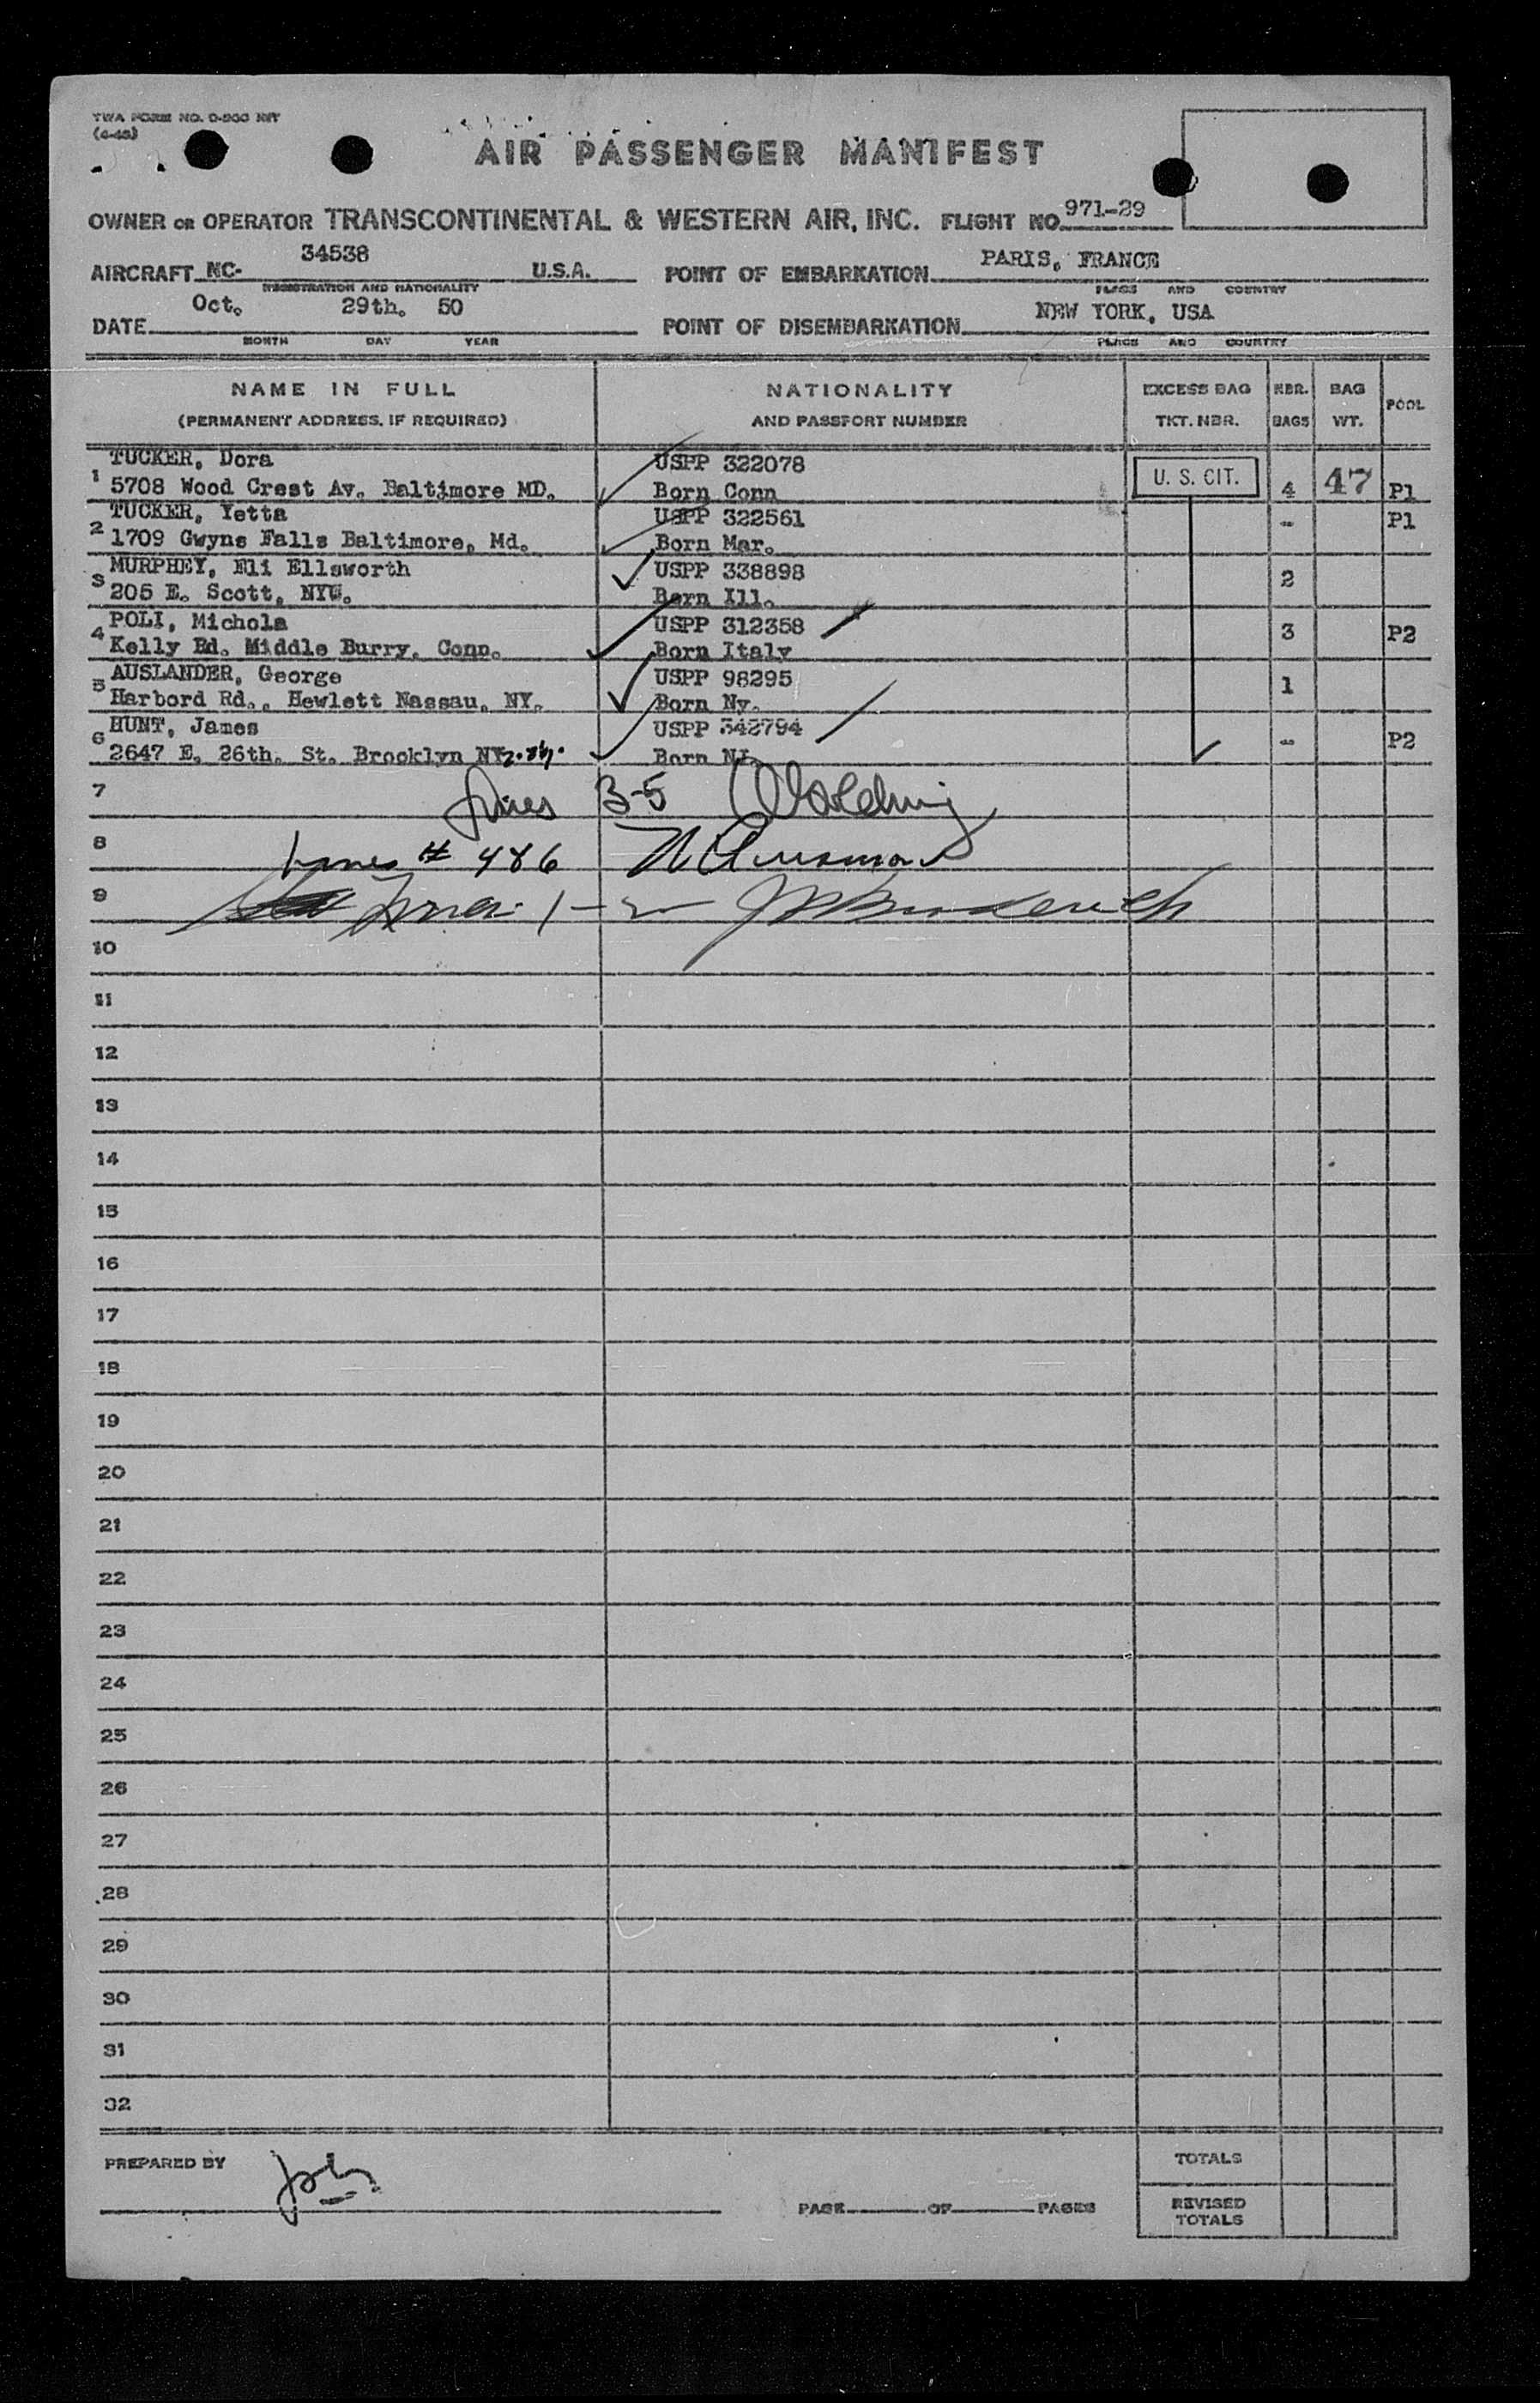 TWA FORM NO. O-900 NIT
AIR PASSENGER MANIFEST
OWNER OR OPERATOR TRANSCONTINENTAL & WESTERN AIR, INC. FLIGHT NO. 971-29
AIRCRAFT NC- 34538 U.S.A. POINT OF EMBARKATION PARIS, FRANCE
REGISTRATION AND NATIONALITY PLACE AND COUNTRY
DATE Oct. 29th. 50 POINT OF DISEMBARKATION NEW YORK, USA
MONTH DAY YEAR PLACE AND COUNTRY
NAME IN FULL NATIONALITY EXCESS BAG NBR. BAG POOL
(PERMANENT ADDRESS, IF REQUIRED) AND PASSPORT NUMBER TKT. NBR. BAGS WT.
TUCKER, Dora USPP 322078 U. S. CIT.
1 5708 Wood Crest Av. Baltimore MD. Born Conn 4 47 P1
TUCKER, Yetta USPP 322561 - P1
2 1709 Gwyns Falls Baltimore, Md. Born Mar.
MURPHEY, Eli Ellsworth USPP 338898 2
3 205 E. Scott, Born Ill.
POLI, Michola USPP 312358 3 P2
4 Kelly Rd. Middle Burry, Conn. Born Italy
AUSLANDER, George USPP 98295 1
5 Harbord Rd., Hewlett Nassau, NY. Born Ny.
HUNT, James USPP 342794 - P2
6 2647 E. 26th. St. Brooklyn NY Born NJ.
7 Lines 3-5
8 Lines # 486
9 1-2
10
11
12
13
14
15
16
17
18
19
20
21
22
23
24
25
26
27
28
29
30
31
32
PREPARED BY TOTALS
PAGE OF PAGES REVISED
TOTALS